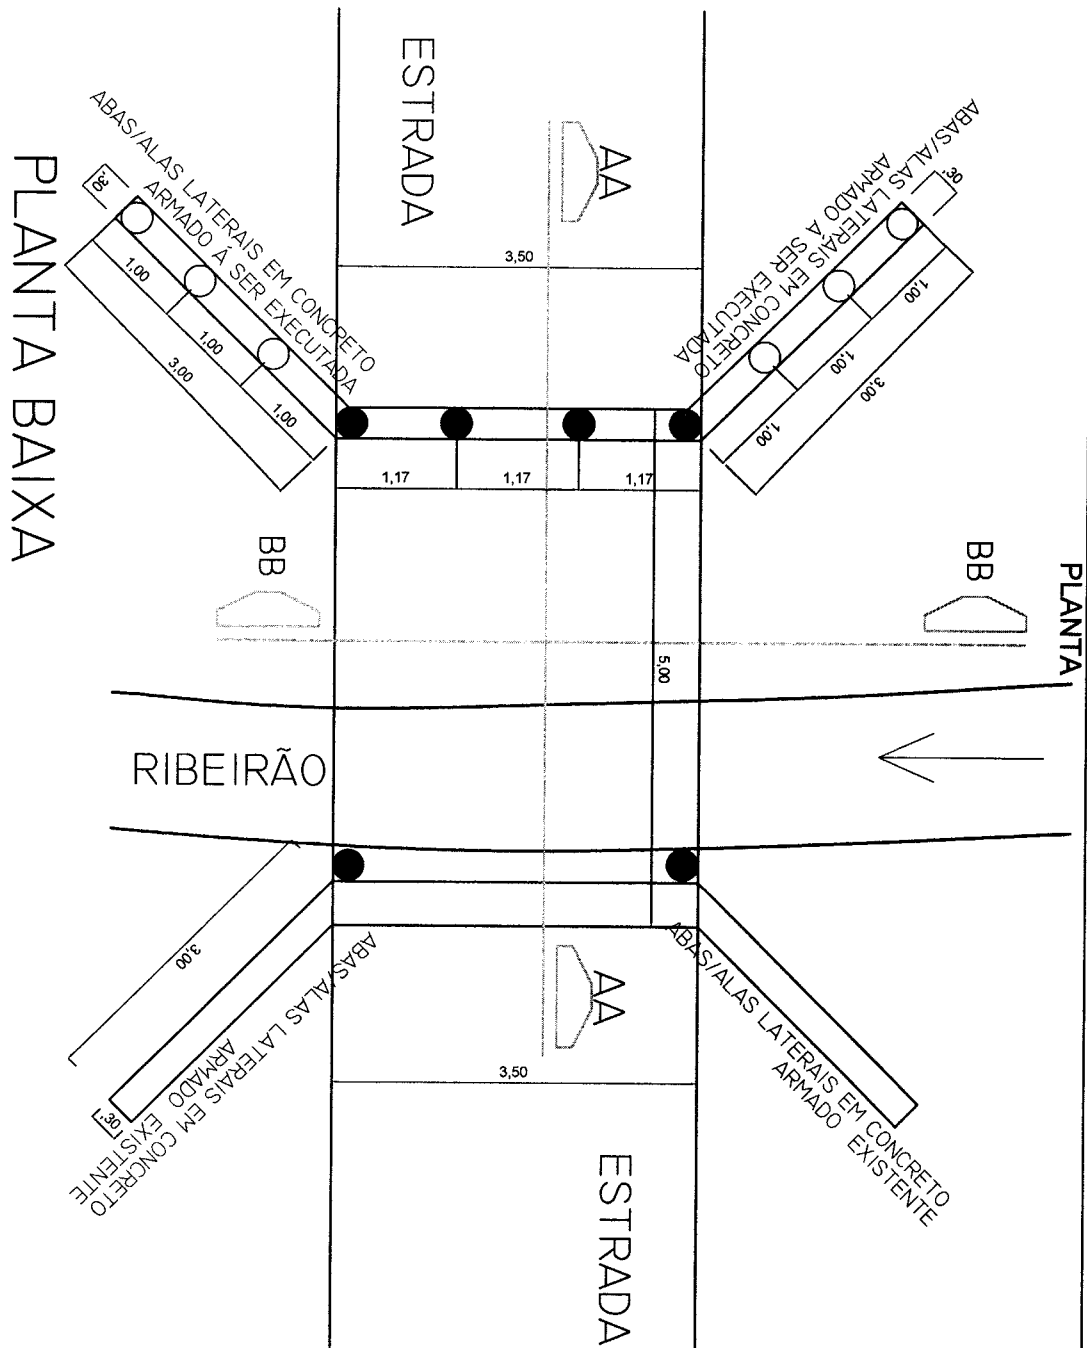 ESTRADA
AA
ABAS/ALAS LATERAIS EM CONCRETO
ARMADO Á SER EXECUTADA
ABAS/ALAS LATERAIS EM CONCRETO
ARMADO A SER EXECUTADA
,30
,30
3,50
1,00
1,00
1,00
3,00
1,00
1,00
1,00
3,00
PLANTA BAIXA
1,17
1,17
1,17
BB
BB
PLANTA
5,00
RIBEIRÃO
3,00
ABAS/ALAS LATERAIS EM CONCRETO
ARMADO EXISTENTE
,30
ABAS/ALAS LATERAIS EM CONCRETO
ARMADO EXISTENTE
AA
3,50
ESTRADA